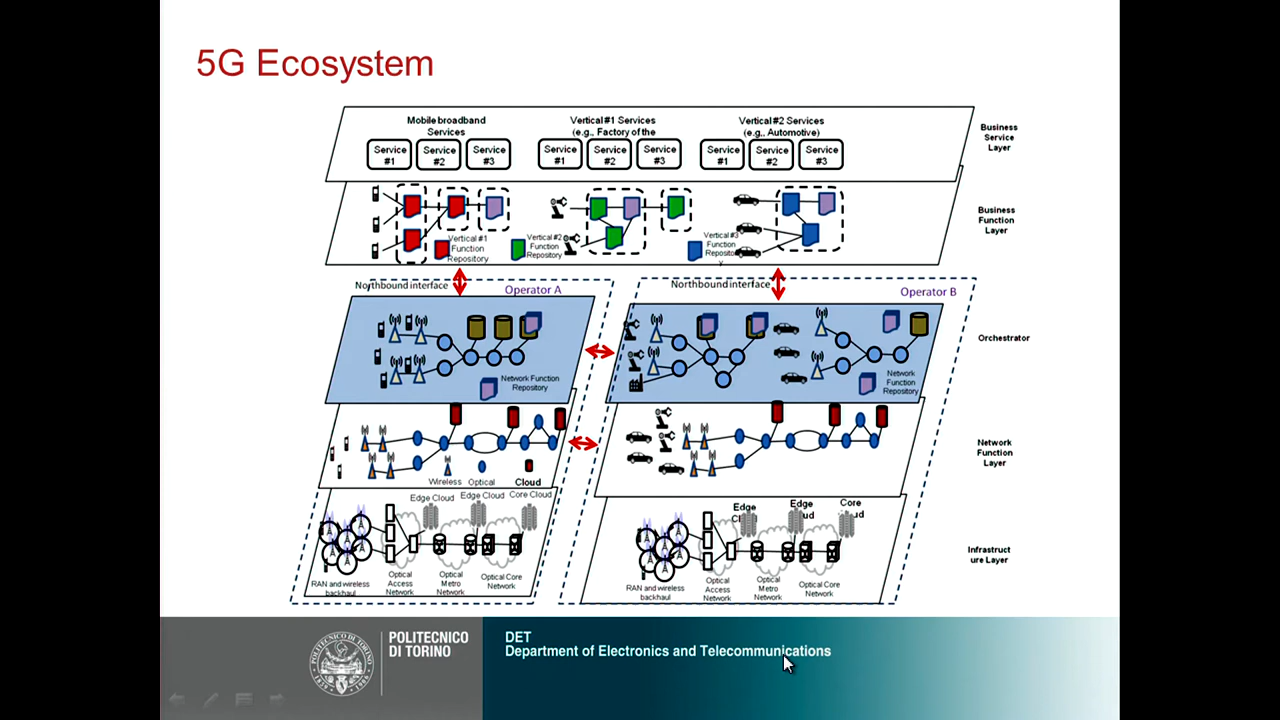 5G Ecosystem
Mobile broadband
Services
Service
#1
Service
#2
Service
#3
Vertical #1 Services
(e.g., Factory of the
Service
#1
Service
#2
Service
#3
Vertical #2 Services
(e.g., Automotive)
Service
#1
Service
#2
Service
#3
Business
Service
Layer
Vertical #1
Function
Repository
Vertical #2
Function
Repository
Vertical #3
Function
Repositor
y
Business
Function
Layer
Northbound interface
Operator A
Northbound interface
Operator B
Network Function
Repository
Network
Function
Repository
Orchestrator
Wireless
Optical
Cloud
Network
Function
Layer
Edge Cloud
Edge Cloud
Core Cloud
RAN and wireless
backhaul
Optical
Access
Network
Optical
Metro
Network
Optical Core
Network
Edge
Edge
Core
RAN and wireless
backhaul
Optical
Access
Network
Optical
Metro
Network
Optical Core
Network
Infrastruct
ure Layer
POLITECNICO
DI TORINO
DET
Department of Electronics and Telecommunications